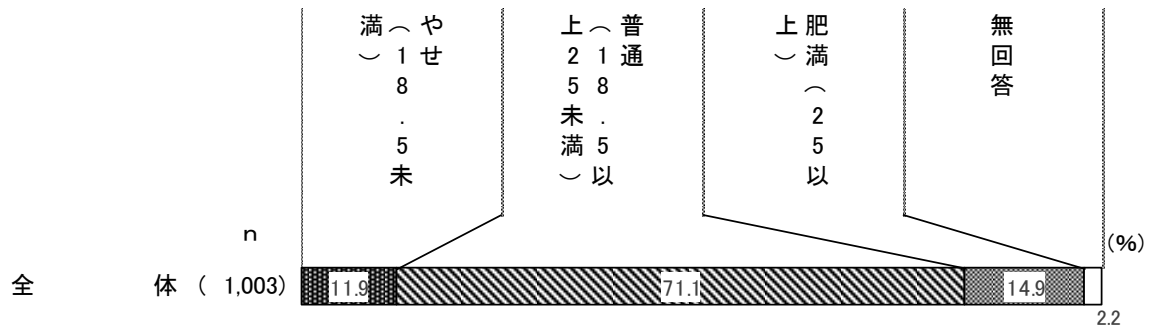 やせ（18.5未満）
普通（18.5以上25未満）
肥満（25以上）
無回答
n
(%)
全体 ( 1,003)
11.9
71.1
14.9
2.2